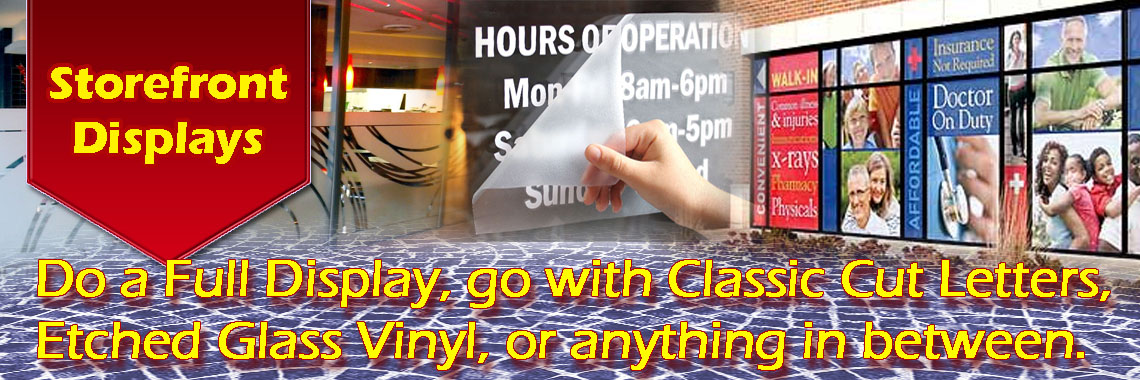 Storefront
Displays
HOURS OF OPERATION
Mon 8am-6pm
-5pm
WALK-IN
Common illness
& injuries
x-rays
Pharmacy
Physicals
CONVENIENT
AFFORDABLE
Insurance
Not Required
Doctor
On Duty
Do a Full Display, go with Classic Cut Letters,
Etched Glass Vinyl, or anything in between.